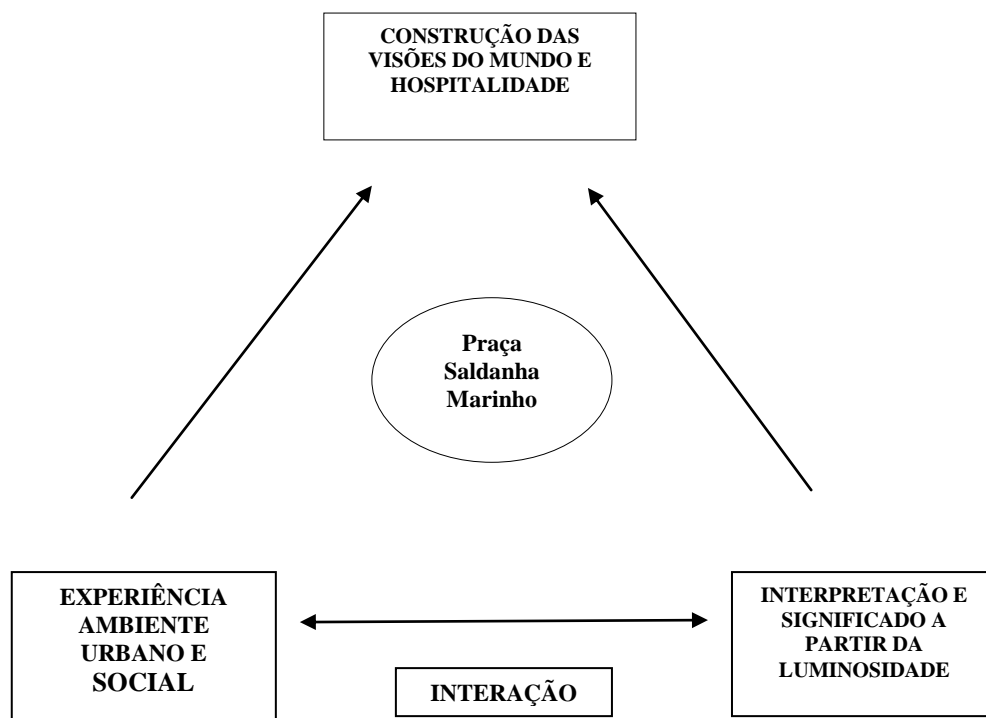 CONSTRUÇÃO DAS
VISÕES DO MUNDO E
HOSPITALIDADE
Praça
Saldanha
Marinho
EXPERIÊNCIA
AMBIENTE
URBANO E
SOCIAL
INTERAÇÃO
INTERPRETAÇÃO E
SIGNIFICADO A
PARTIR DA
LUMINOSIDADE